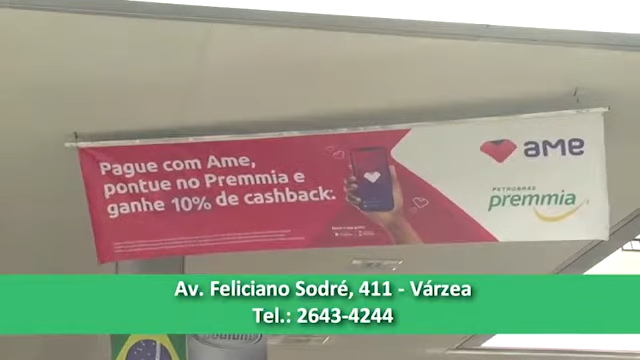 Pague com Ame,
pontue no Premmia e
ganhe 10% de cashback.
AME
PETROBRAS
premmia
Av. Feliciano Sodré, 411 - Várzea
Tel.: 2643-4244